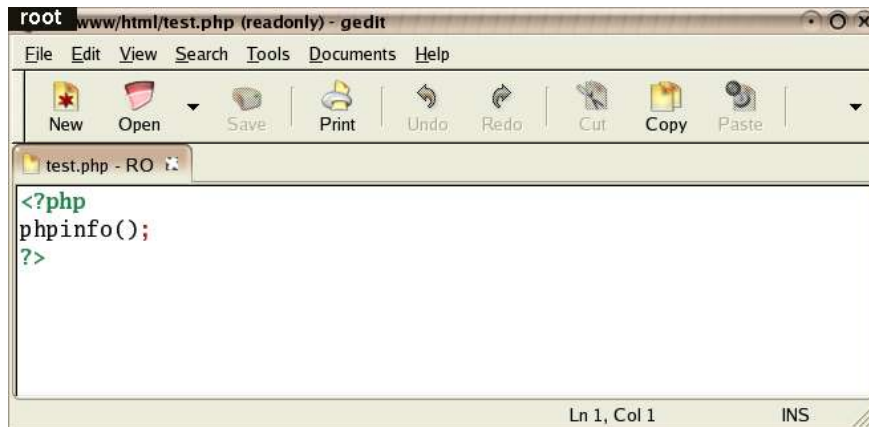 root www/html/test.php (readonly) - gedit
File Edit View Search Tools Documents Help
New Open Save Print Undo Redo Cut Copy Paste
test.php - RO
<?php
phpinfo();
?>
Ln 1, Col 1 INS